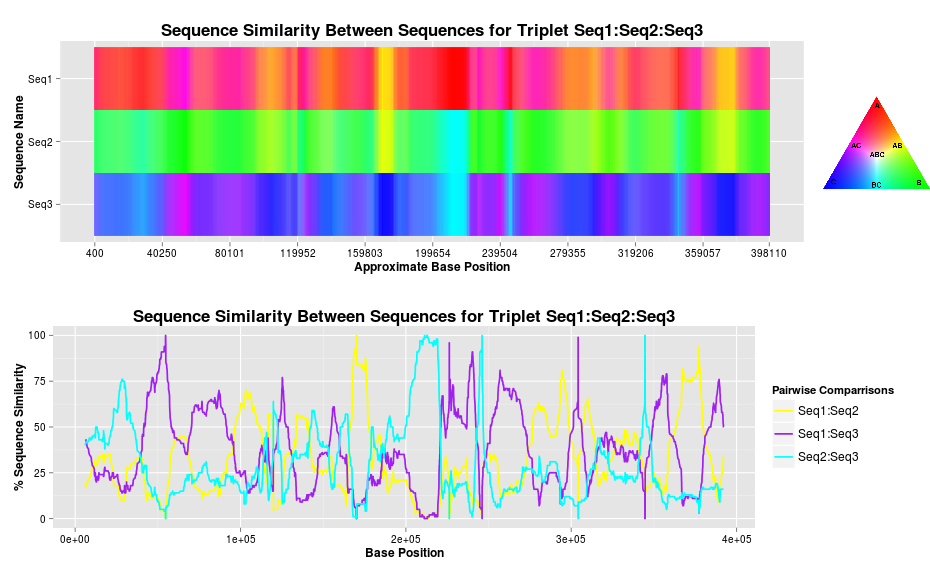 Sequence Similarity Between Sequences for Triplet Seq1:Seq2:Seq3
Sequence Name
Seq1
Seq2
Seq3
400 40250 80101 119952 159803 199654 239504 279355 319206 359057 398110
Approximate Base Position
A
AC
AB
ABC
C
BC
B
Sequence Similarity Between Sequences for Triplet Seq1:Seq2:Seq3
% Sequence Similarity
100
75
50
25
0
0e+00 1e+05 2e+05 3e+05 4e+05
Base Position
Pairwise Comparrisons
Seq1:Seq2
Seq1:Seq3
Seq2:Seq3